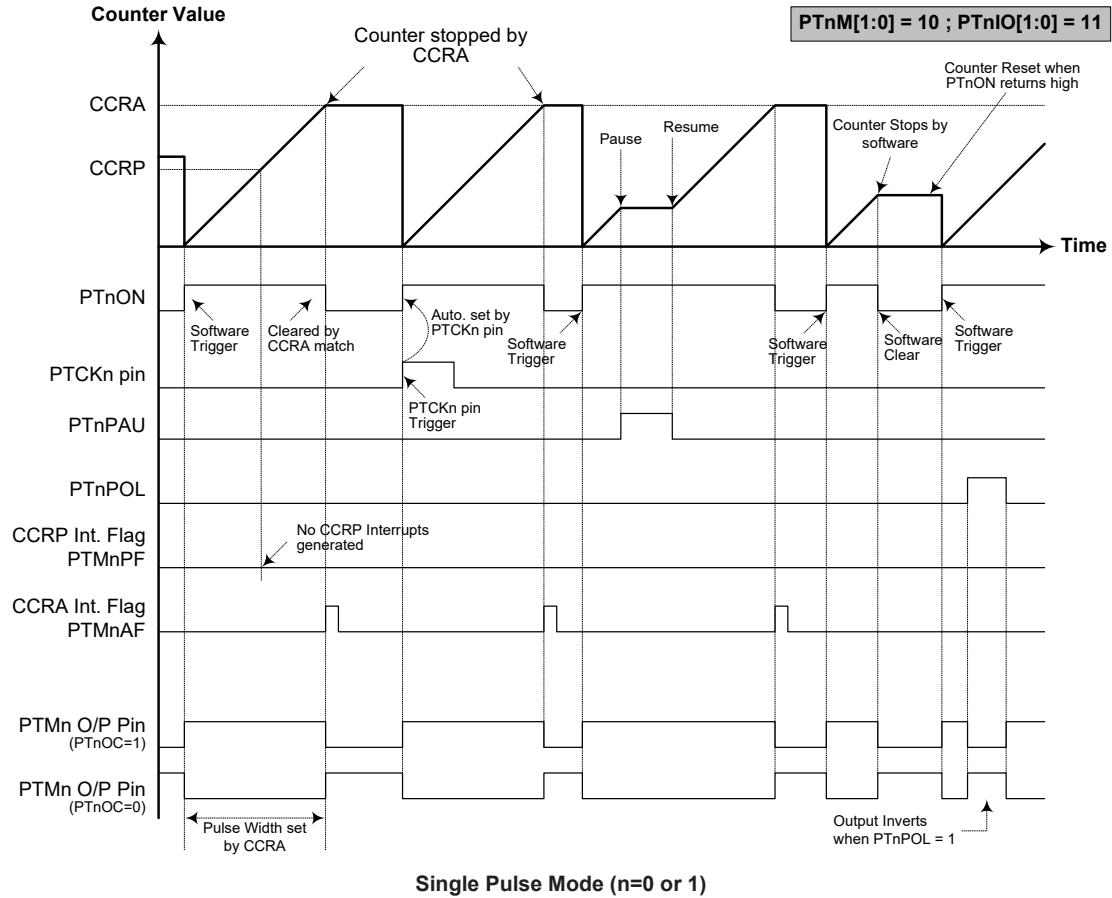 Counter Value
PTnM[1:0] = 10 ; PTnIO[1:0] = 11
Counter stopped by
CCRA
Counter Reset when
PTnON returns high
CCRA
Pause
Resume
Counter Stops by
software
CCRP
Time
PTnON
Software
Trigger
Cleared by
CCRA match
Auto. set by
PTCKn pin
Software
Trigger
Software
Trigger
Software
Clear
Software
Trigger
PTCKn pin
PTCKn pin
Trigger
PTnPAU
PTnPOL
CCRP Int. Flag
PTMnPF
No CCRP Interrupts
generated
CCRA Int. Flag
PTMnAF
PTMn O/P Pin
(PTnOC=1)
PTMn O/P Pin
(PTnOC=0)
Pulse Width set
by CCRA
Output Inverts
when PTnPOL = 1
Single Pulse Mode (n=0 or 1)